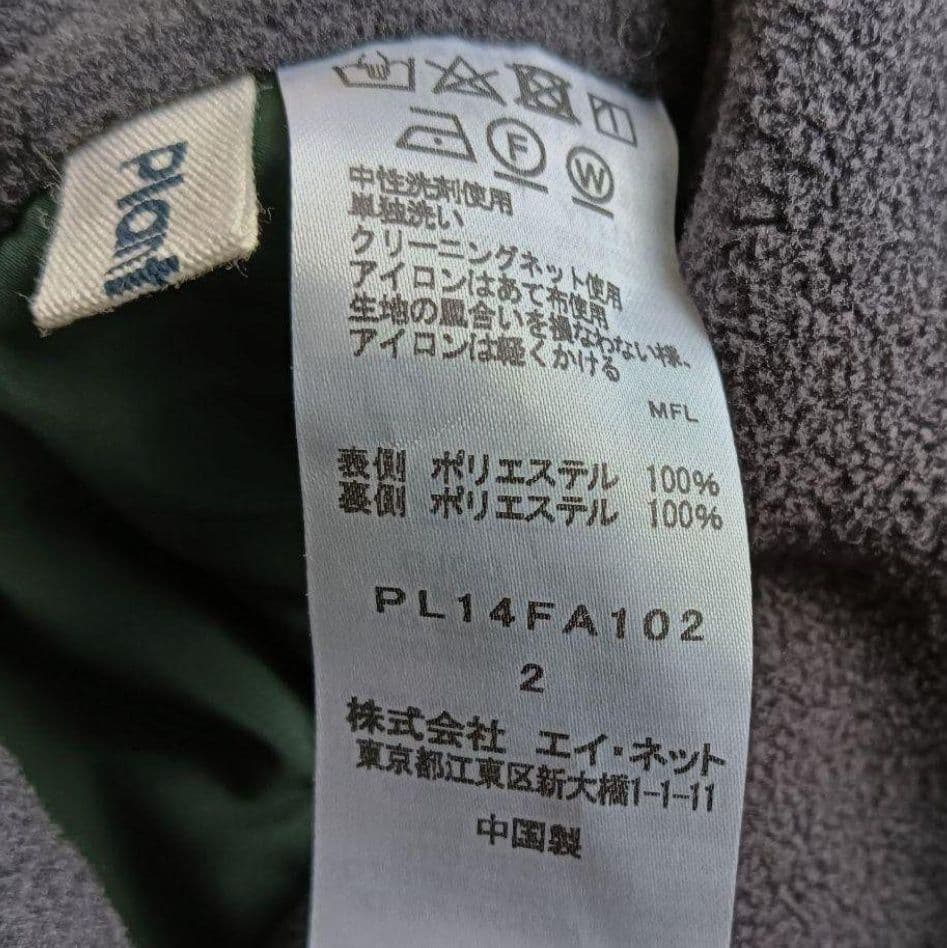 Plant
F
W
中性洗剤使用
単独洗い
クリーニングネット使用
アイロンはあて布使用
生地の風合いを損なわない様、
アイロンは軽くかける
MFL
表側 ポリエステル 100%
裏側 ポリエステル 100%
PL14FA102
2
株式会社 エイ・ネット
東京都江東区新大橋1-1-11
中国製